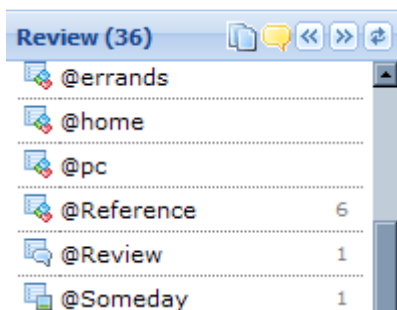 Review (36)
@errands
@home
@pc
@Reference 6
@Review 1
@Someday 1